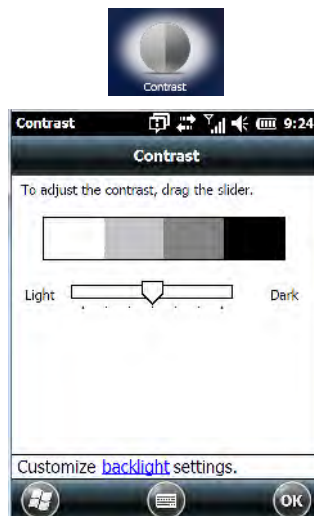 Contrast
Contrast 9:24
Contrast
To adjust the contrast, drag the slider.
Light Dark
Customize backlight settings.
OK